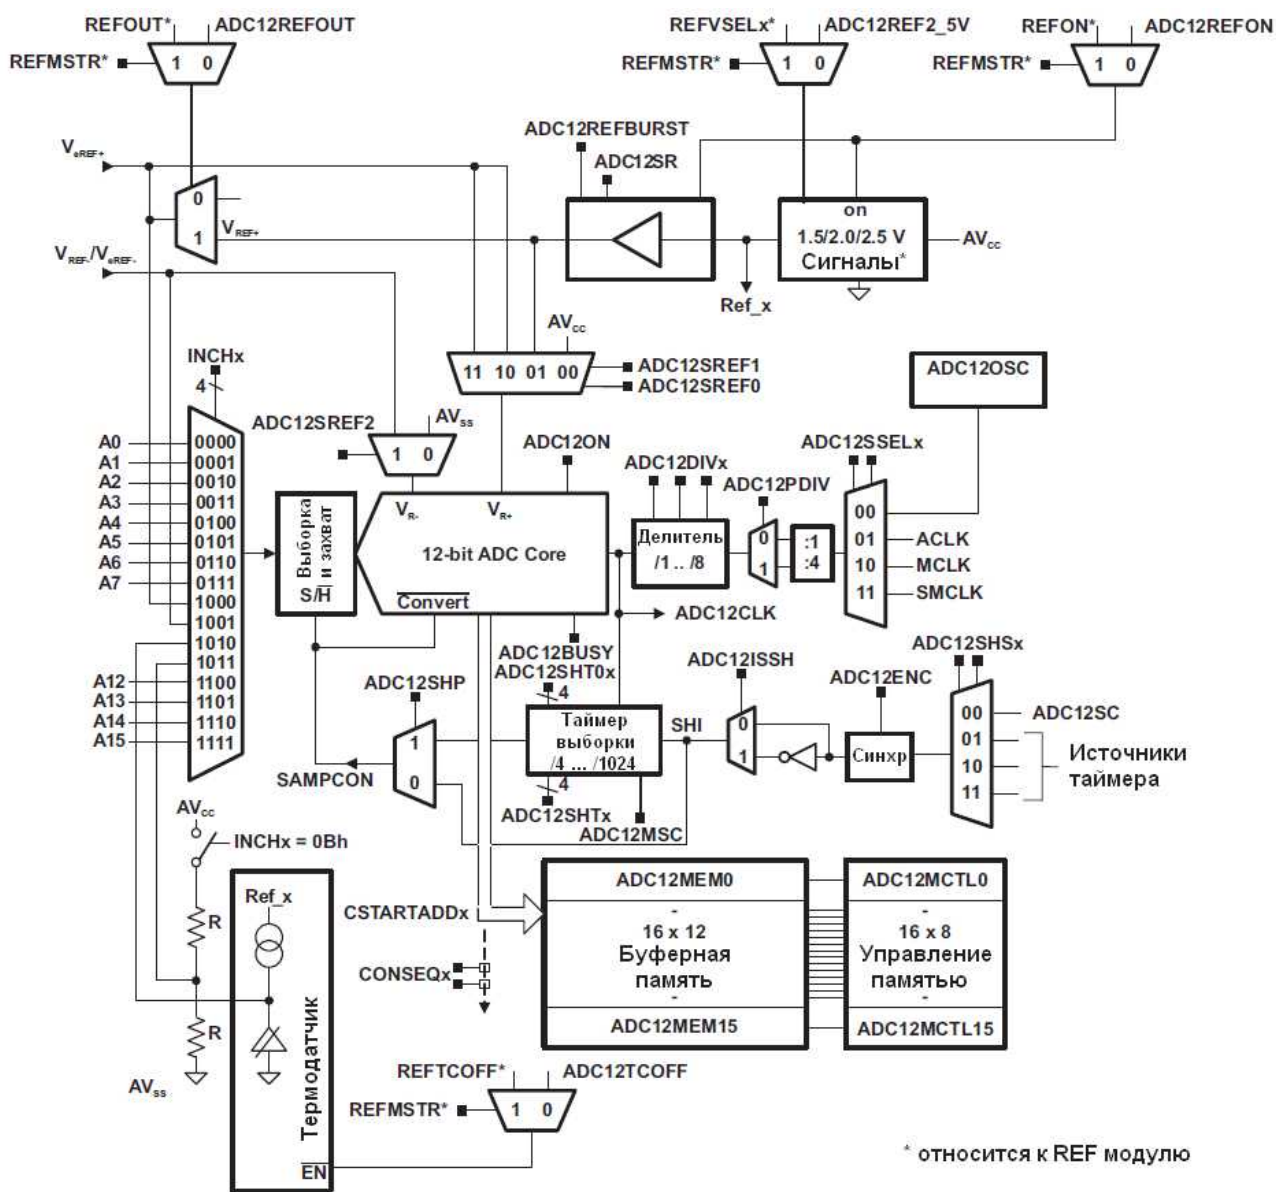 REFOUT* ADC12REFOUT
REFVSELx* ADC12REF2_5V
REFON* ADC12REFON
REFMSTR* 1 0
REFMSTR* 1 0
REFMSTR* 1 0
ADC12REFBURST
ADC12SR
VeREF+
0
1
VREF+
on
1.5/2.0/2.5 V
Сигналы*
AVcc
VREF-/VeREF-
Ref_x
AVcc
INCHx
4
11 10 01 00
ADC12SREF1
ADC12SREF0
ADC12OSC
ADC12SREF2
AVss
1 0
ADC12ON
ADC12DIVx
ADC12PDIV
ADC12SSELx
A0 0000
A1 0001
A2 0010
A3 0011
A4 0100
A5 0101
A6 0110
A7 0111
1000
1001
1010
1011
A12 1100
A13 1101
A14 1110
A15 1111
Выборка
и захват
S/H
VR-
VR+
12-bit ADC Core
Convert
Делитель
/1 .. /8
0
1
:1
:4
00
01
10
11
ACLK
MCLK
SMCLK
ADC12CLK
ADC12BUSY
ADC12SHT0x
4
ADC12SHP
1
0
SAMPCON
Таймер
выборки
/4 ... /1024
4
ADC12SHTx
ADC12MSC
SHI
ADC12ISSH
0
1
ADC12ENC
Синхр
ADC12SHSx
00
01
10
11
ADC12SC
Источники
таймера
AVcc
INCHx = 0Bh
R
R
AVss
Ref_x
Термодатчик
EN
CSTARTADDx
CONSEQx
ADC12MEM0
-
16 x 12
Буферная
память
-
ADC12MEM15
ADC12MCTL0
-
16 x 8
Управление
памятью
-
ADC12MCTL15
REFTCOFF* ADC12TCOFF
REFMSTR* 1 0
* относится к REF модулю